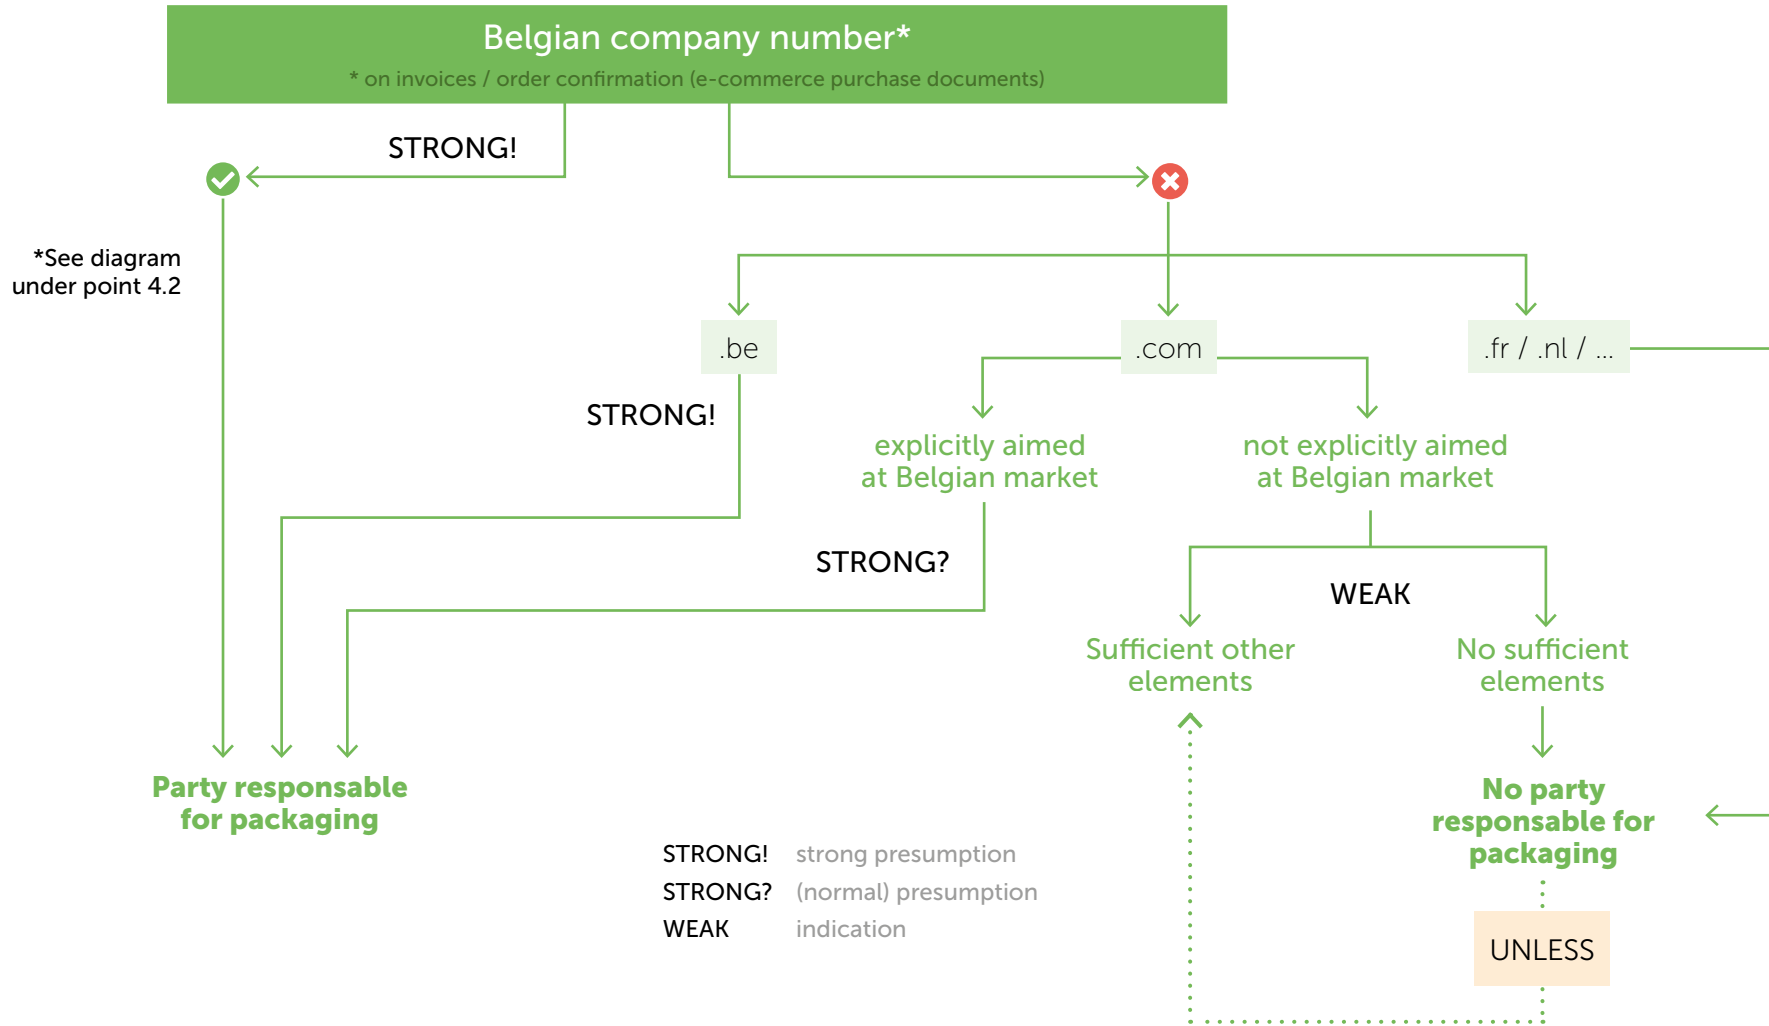 Belgian company number*
* on invoices / order confirmation (e-commerce purchase documents)
STRONG!
*See diagram
under point 4.2
.be
.com
.fr / .nl / ...
STRONG!
explicitly aimed
at Belgian market
not explicitly aimed
at Belgian market
STRONG?
WEAK
Sufficient other
elements
No sufficient
elements
Party responsable
for packaging
No party
responsable for
packaging
STRONG! strong presumption
STRONG? (normal) presumption
WEAK indication
UNLESS